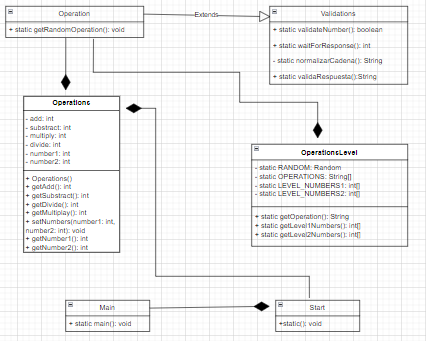 Operation
+ static getRandomOperation(): void
Extends
Validations
+ static validateNumber(): boolean
+ static waitForResponse(): int
- static normalizarCadena(): String
+ static validaRespuesta():String
Operations
- add: int
- substract: int
- multiply: int
- divide: int
- number1: int
- number2: int
+ Operations()
+ getAdd(): int
+ getSubstract(): int
+ getDivide(): int
+ getMultiplay(): int
+ setNumbers(number1: int,
number2: int): void
+ getNumber1(): int
+ getNumber2(): int
OperationsLevel
- static RANDOM: Random
- static OPERATIONS: String[]
- static LEVEL_NUMBERS1: int[]
- static LEVEL_NUMBERS2: int[]
+ static getOperation(): String
+ static getLevel1Numbers(): int[]
+ static getLevel2Numbers(): int[]
Main
+ static main(): void
Start
+static(): void